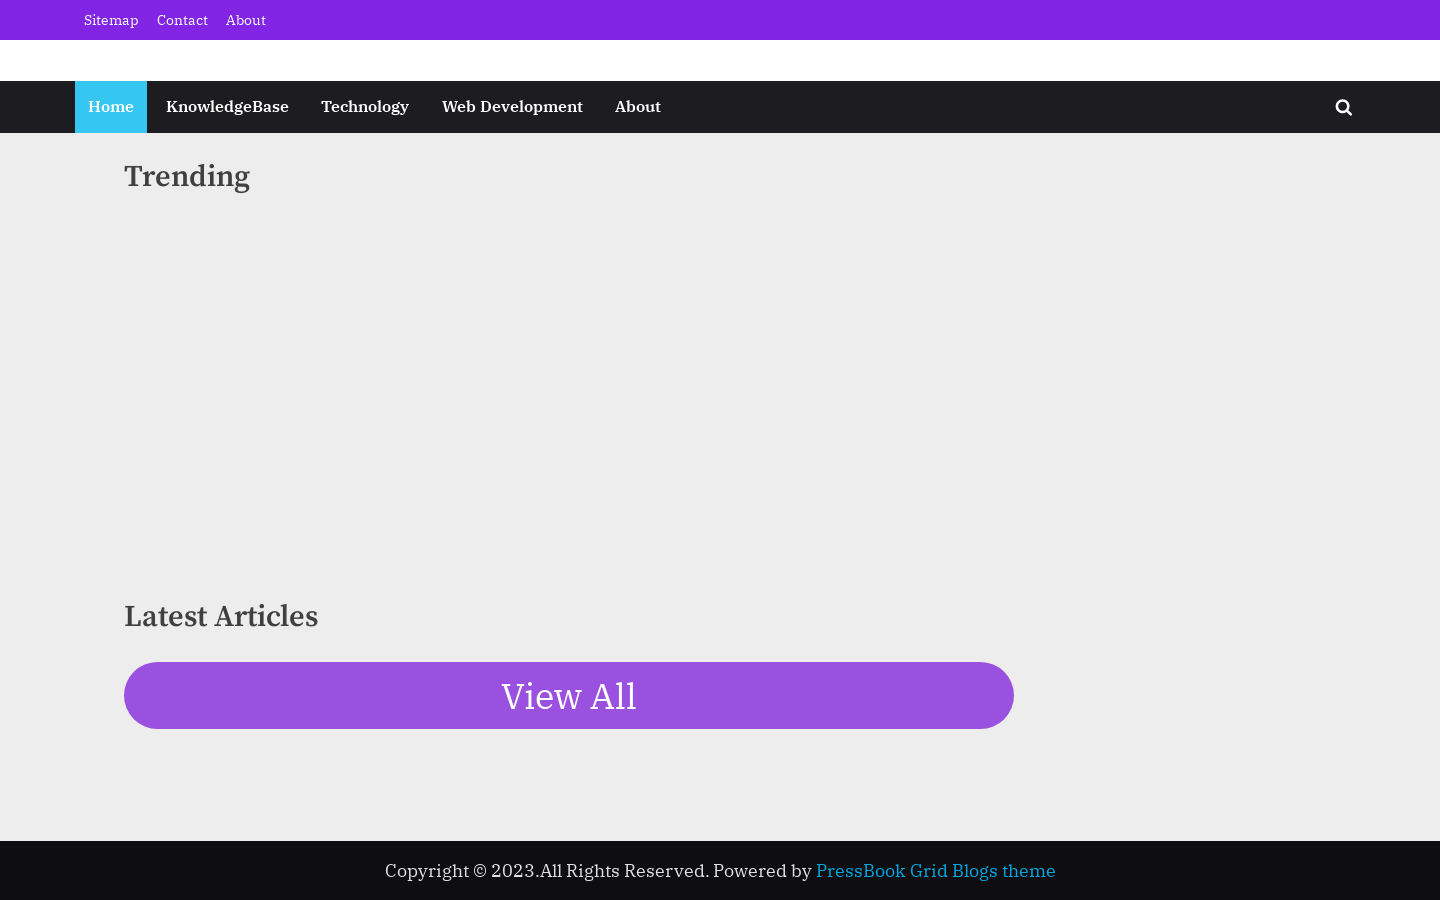 Sitemap Contact About
Home KnowledgeBase Technology Web Development About
Trending
Latest Articles
View All
Copyright © 2023.All Rights Reserved. Powered by PressBook Grid Blogs theme